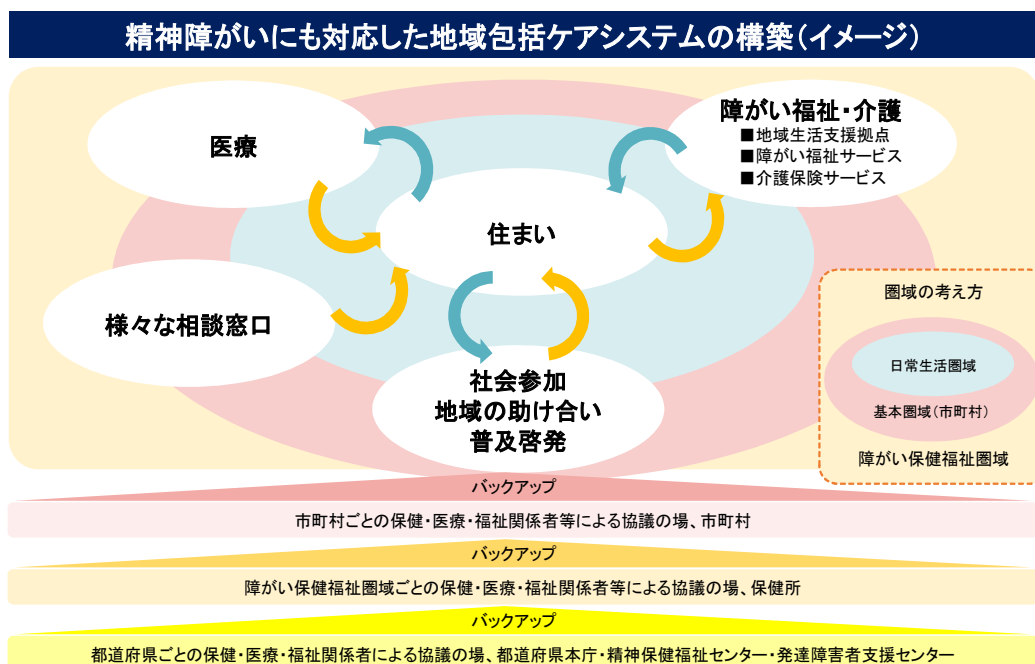 精神障がいにも対応した地域包括ケアシステムの構築（イメージ）
医療
障がい福祉・介護
■地域生活支援拠点
■障がい福祉サービス
■介護保険サービス
住まい
様々な相談窓口
社会参加
地域の助け合い
普及啓発
圏域の考え方
日常生活圏域
基本圏域（市町村）
障がい保健福祉圏域
バックアップ
市町村ごとの保健・医療・福祉関係者等による協議の場、市町村
バックアップ
障がい保健福祉圏域ごとの保健・医療・福祉関係者等による協議の場、保健所
バックアップ
都道府県ごとの保健・医療・福祉関係者による協議の場、都道府県本庁・精神保健福祉センター・発達障害者支援センター